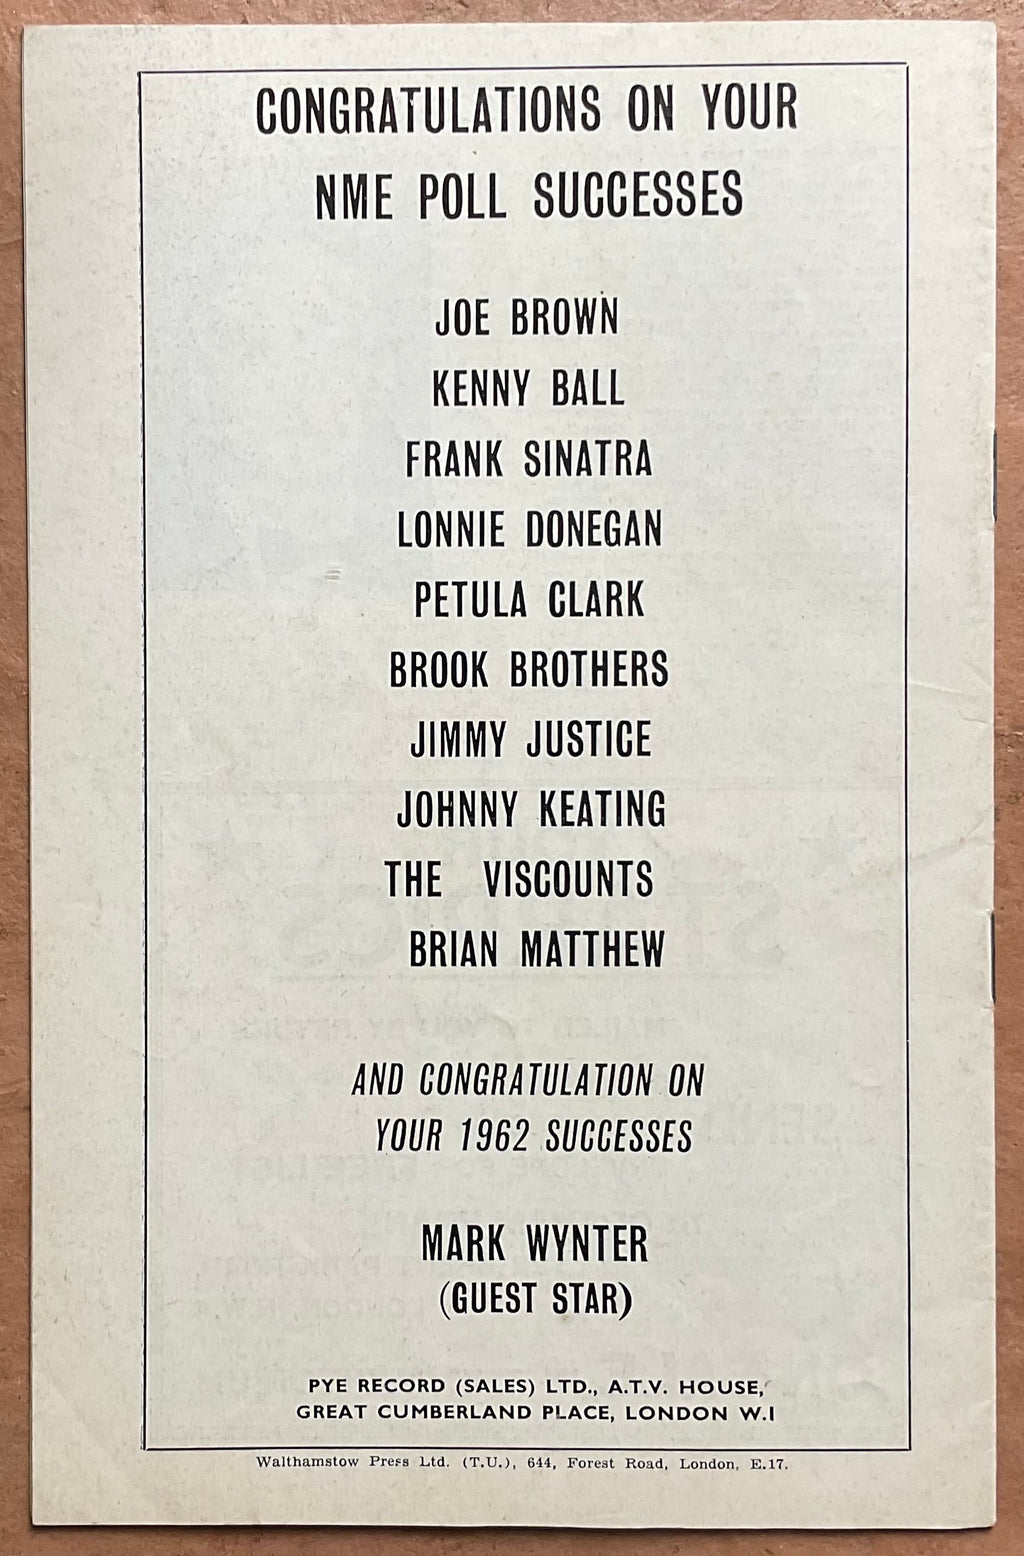 CONGRATULATIONS ON YOUR
NME POLL SUCCESSES
JOE BROWN
KENNY BALL
FRANK SINATRA
LONNIE DONEGAN
PETULA CLARK
BROOK BROTHERS
JIMMY JUSTICE
JOHNNY KEATING
THE VISCOUNTS
BRIAN MATTHEW
AND CONGRATULATION ON
YOUR 1962 SUCCESSES
MARK WYNTER
(GUEST STAR)
PYE RECORD (SALES) LTD., A.T.V. HOUSE,
GREAT CUMBERLAND PLACE, LONDON W.I
Walthamstow Press Ltd. (T.U.), 644, Forest Road, London, E.17.